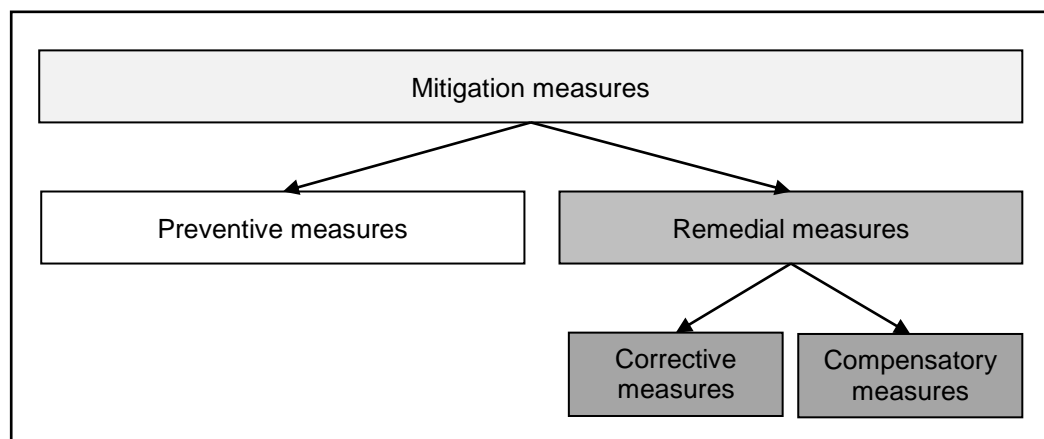 Mitigation measures
Preventive measures
Remedial measures
Corrective
measures
Compensatory
measures